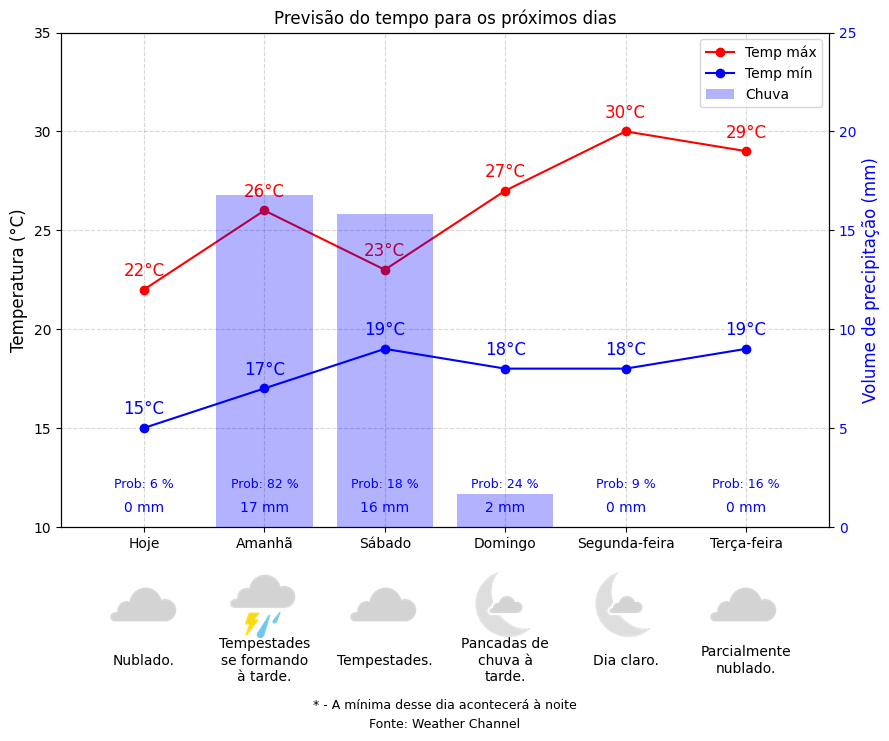 Previsão do tempo para os próximos dias
Temp máx
Temp mín
Chuva
Temperatura (°C)
35
30
25
20
15
10
Volume de precipitação (mm)
25
20
15
10
5
0
22°C
26°C
23°C
27°C
30°C
29°C
15°C
17°C
19°C
18°C
18°C
19°C
Prob: 6 %
Prob: 82 %
Prob: 18 %
Prob: 24 %
Prob: 9 %
Prob: 16 %
0 mm
17 mm
16 mm
2 mm
0 mm
0 mm
Hoje
Amanhã
Sábado
Domingo
Segunda-feira
Terça-feira
Nublado.
Tempestades
se formando
à tarde.
Tempestades.
Pancadas de
chuva à
tarde.
Dia claro.
Parcialmente
nublado.
* - A mínima desse dia acontecerá à noite
Fonte: Weather Channel